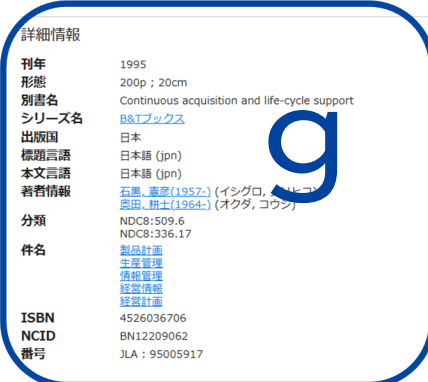 詳細情報
刊年 1995
形態 200p ; 20cm
別書名 Continuous acquisition and life-cycle support
シリーズ名 B&Tブックス
出版国 日本
標題言語 日本語 (jpn)
本文言語 日本語 (jpn)
著者情報 石黒, 憲彦(1957-) (イシグロ,
奥田, 耕士(1964-) (オクダ, コウシ)
分類 NDC8:509.6
NDC8:336.17
件名 製品計画
生産管理
情報管理
経営情報
経営計画
ISBN 4526036706
NCID BN12209062
番号 JLA : 95005917
g